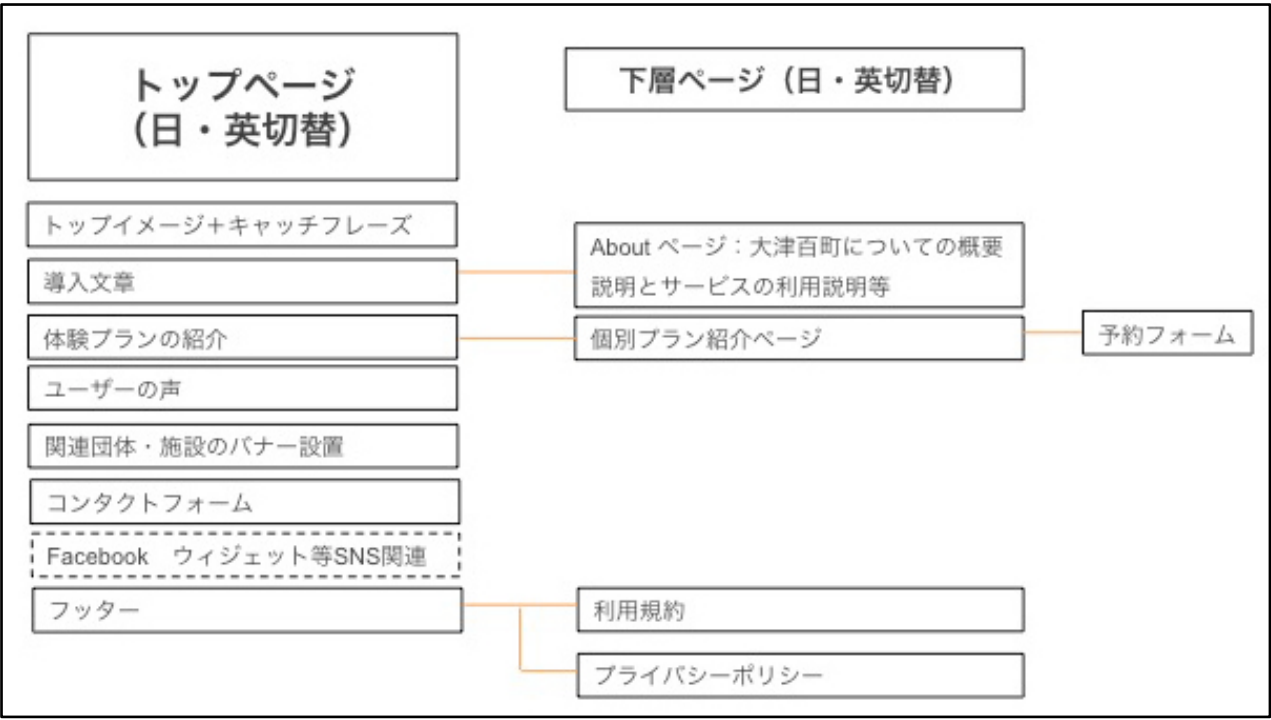 トップページ
（日・英切替）
下層ページ（日・英切替）
トップイメージ＋キャッチフレーズ
導入文章
About ページ：大津百町についての概要
説明とサービスの利用説明等
体験プランの紹介
個別プラン紹介ページ
予約フォーム
ユーザーの声
関連団体・施設のバナー設置
コンタクトフォーム
Facebook　ウィジェット等SNS関連
フッター
利用規約
プライバシーポリシー